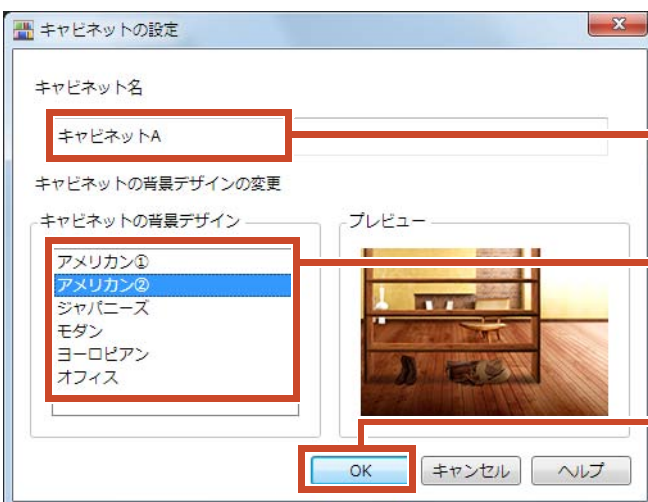 キャビネットの設定
キャビネット名
キャビネットA
キャビネットの背景デザインの変更
キャビネットの背景デザイン
プレビュー
アメリカン①
アメリカン②
ジャパニーズ
モダン
ヨーロピアン
オフィス
OK
キャンセル
ヘルプ